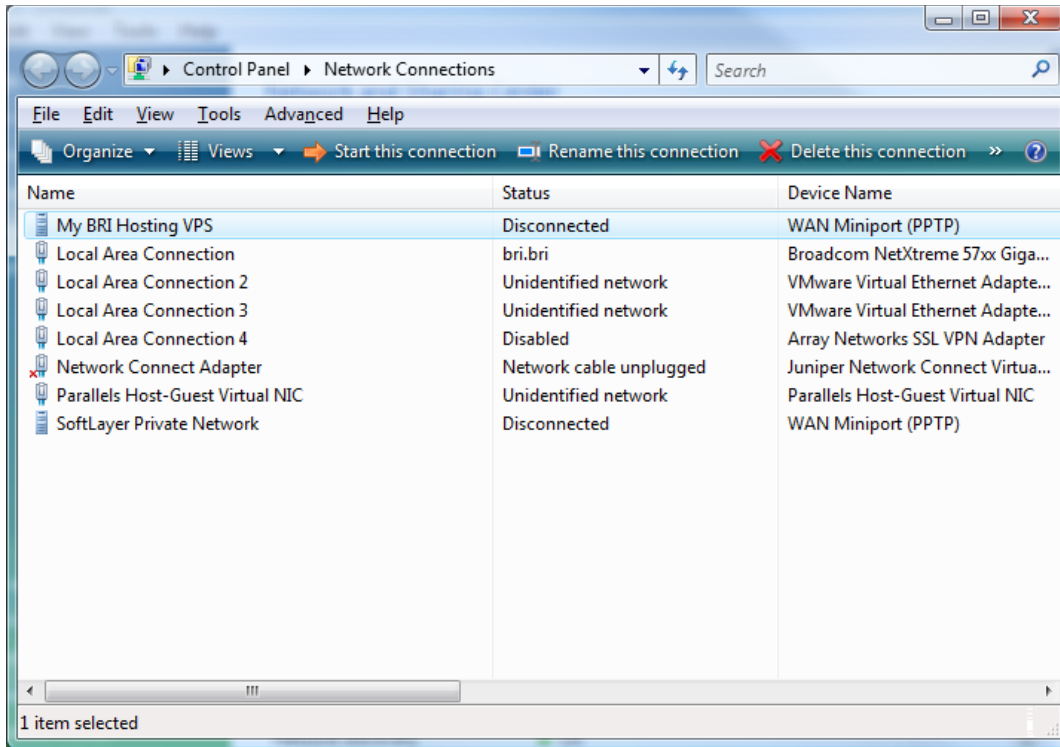 Control Panel Network Connections Search
File Edit View Tools Advanced Help
Organize Views Start this connection Rename this connection Delete this connection »
Name Status Device Name
My BRI Hosting VPS Disconnected WAN Miniport (PPTP)
Local Area Connection bri.bri Broadcom NetXtreme 57xx Giga...
Local Area Connection 2 Unidentified network VMware Virtual Ethernet Adapte...
Local Area Connection 3 Unidentified network VMware Virtual Ethernet Adapte...
Local Area Connection 4 Disabled Array Networks SSL VPN Adapter
Network Connect Adapter Network cable unplugged Juniper Network Connect Virtua...
Parallels Host-Guest Virtual NIC Unidentified network Parallels Host-Guest Virtual NIC
SoftLayer Private Network Disconnected WAN Miniport (PPTP)
1 item selected